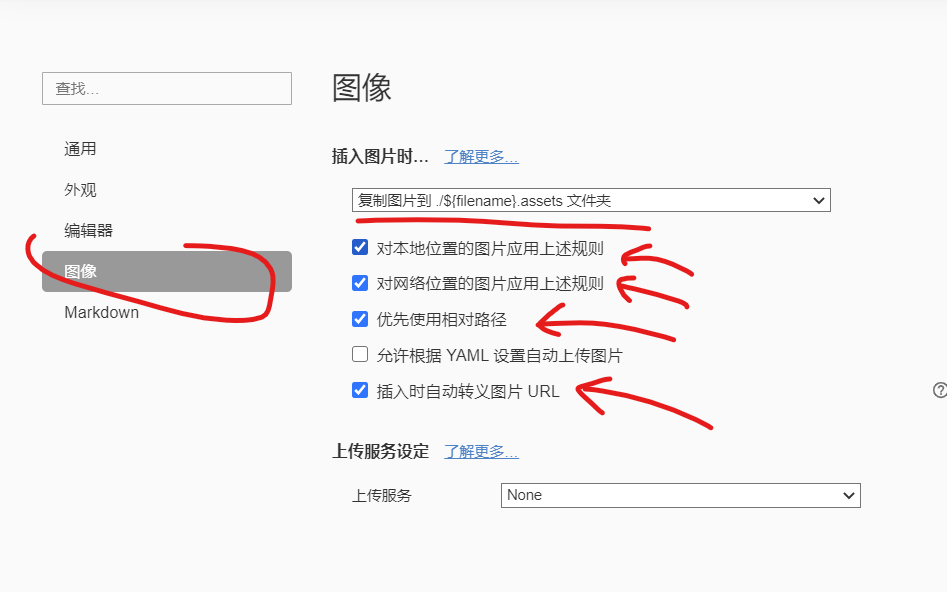 查找...
通用
外观
编辑器
图像
Markdown
图像
插入图片时... 了解更多...
复制图片到 ./${filename}.assets 文件夹
对本地位置的图片应用上述规则
对网络位置的图片应用上述规则
优先使用相对路径
允许根据 YAML 设置自动上传图片
插入时自动转义图片 URL
?
上传服务设定 了解更多...
上传服务 None